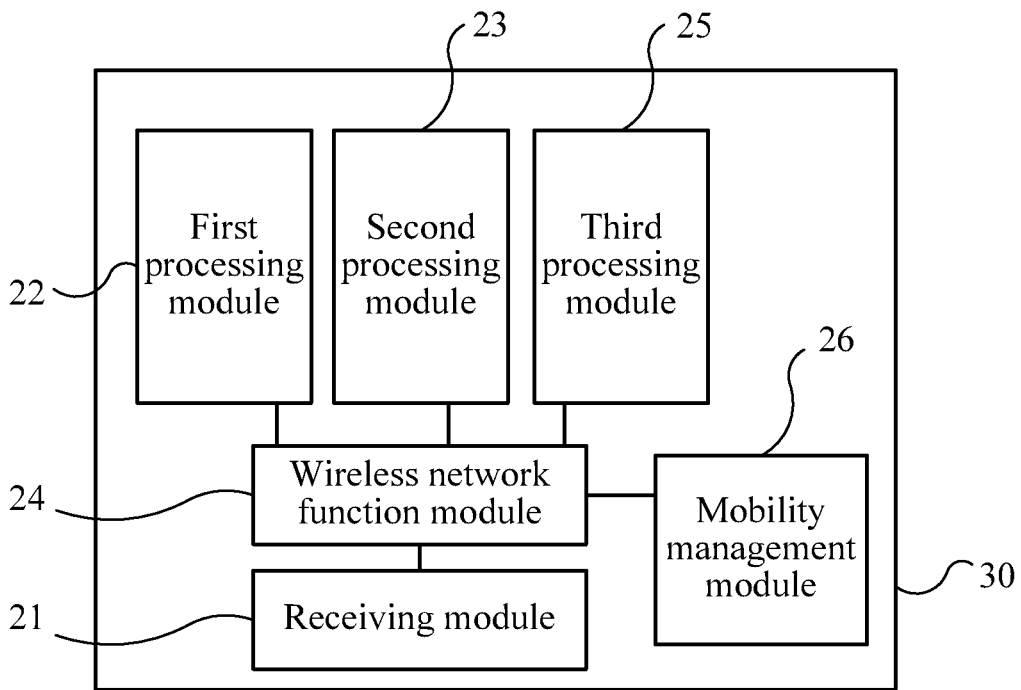 23
25
First
processing
module
Second
processing
module
Third
processing
module
22
26
Wireless network
function module
24
Mobility
management
module
30
21
Receiving module